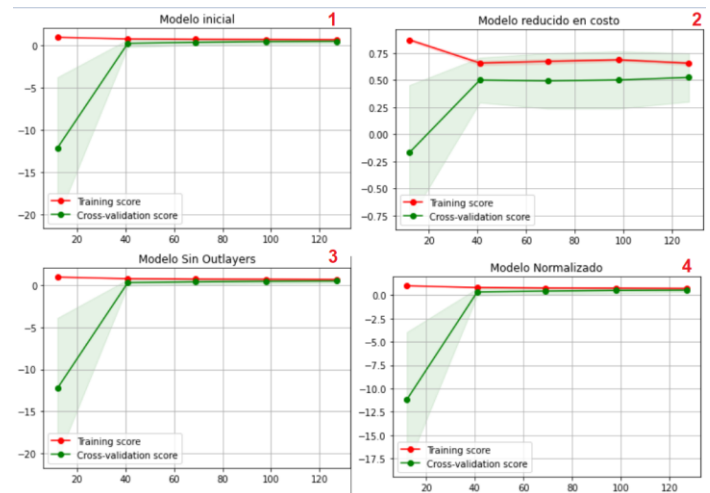 Modelo inicial 1
0
−5
−10
−15
−20
Training score
Cross-validation score
20 40 60 80 100 120
Modelo reducido en costo 2
0.75
0.50
0.25
0.00
−0.25
−0.50
−0.75
Training score
Cross-validation score
20 40 60 80 100 120
Modelo Sin Outlayers 3
0
−5
−10
−15
−20
Training score
Cross-validation score
20 40 60 80 100 120
Modelo Normalizado 4
0.0
−2.5
−5.0
−7.5
−10.0
−12.5
−15.0
−17.5
Training score
Cross-validation score
20 40 60 80 100 120